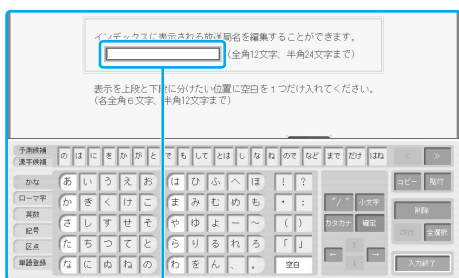 インデックスに表示される放送局名を編集することができます。
(全角12文字、半角24文字まで)
表示を上段と下段に分けたい位置に空白を1つだけ入れてください。
(各全角6文字、半角12文字まで)
予測候補
漢字候補
の は に を が が と で も して とは し な ね ので など まで だけ はね
かな
ローマ字
英数
記号
区点
単語登録
あ い う え お は ひ ふ へ ほ ! ?
か き く け こ ま み む め も ・ :
さ し す せ そ や ゆ よ ー ~ ( )
た ち つ て と ら り る れ ろ 「 」
な に ぬ ね の わ を ん 、 。 空白
゛/゜ 小文字
カタカナ 確定
↑
← →
↓
コピー 貼付
削除
改行 全選択
入力終了